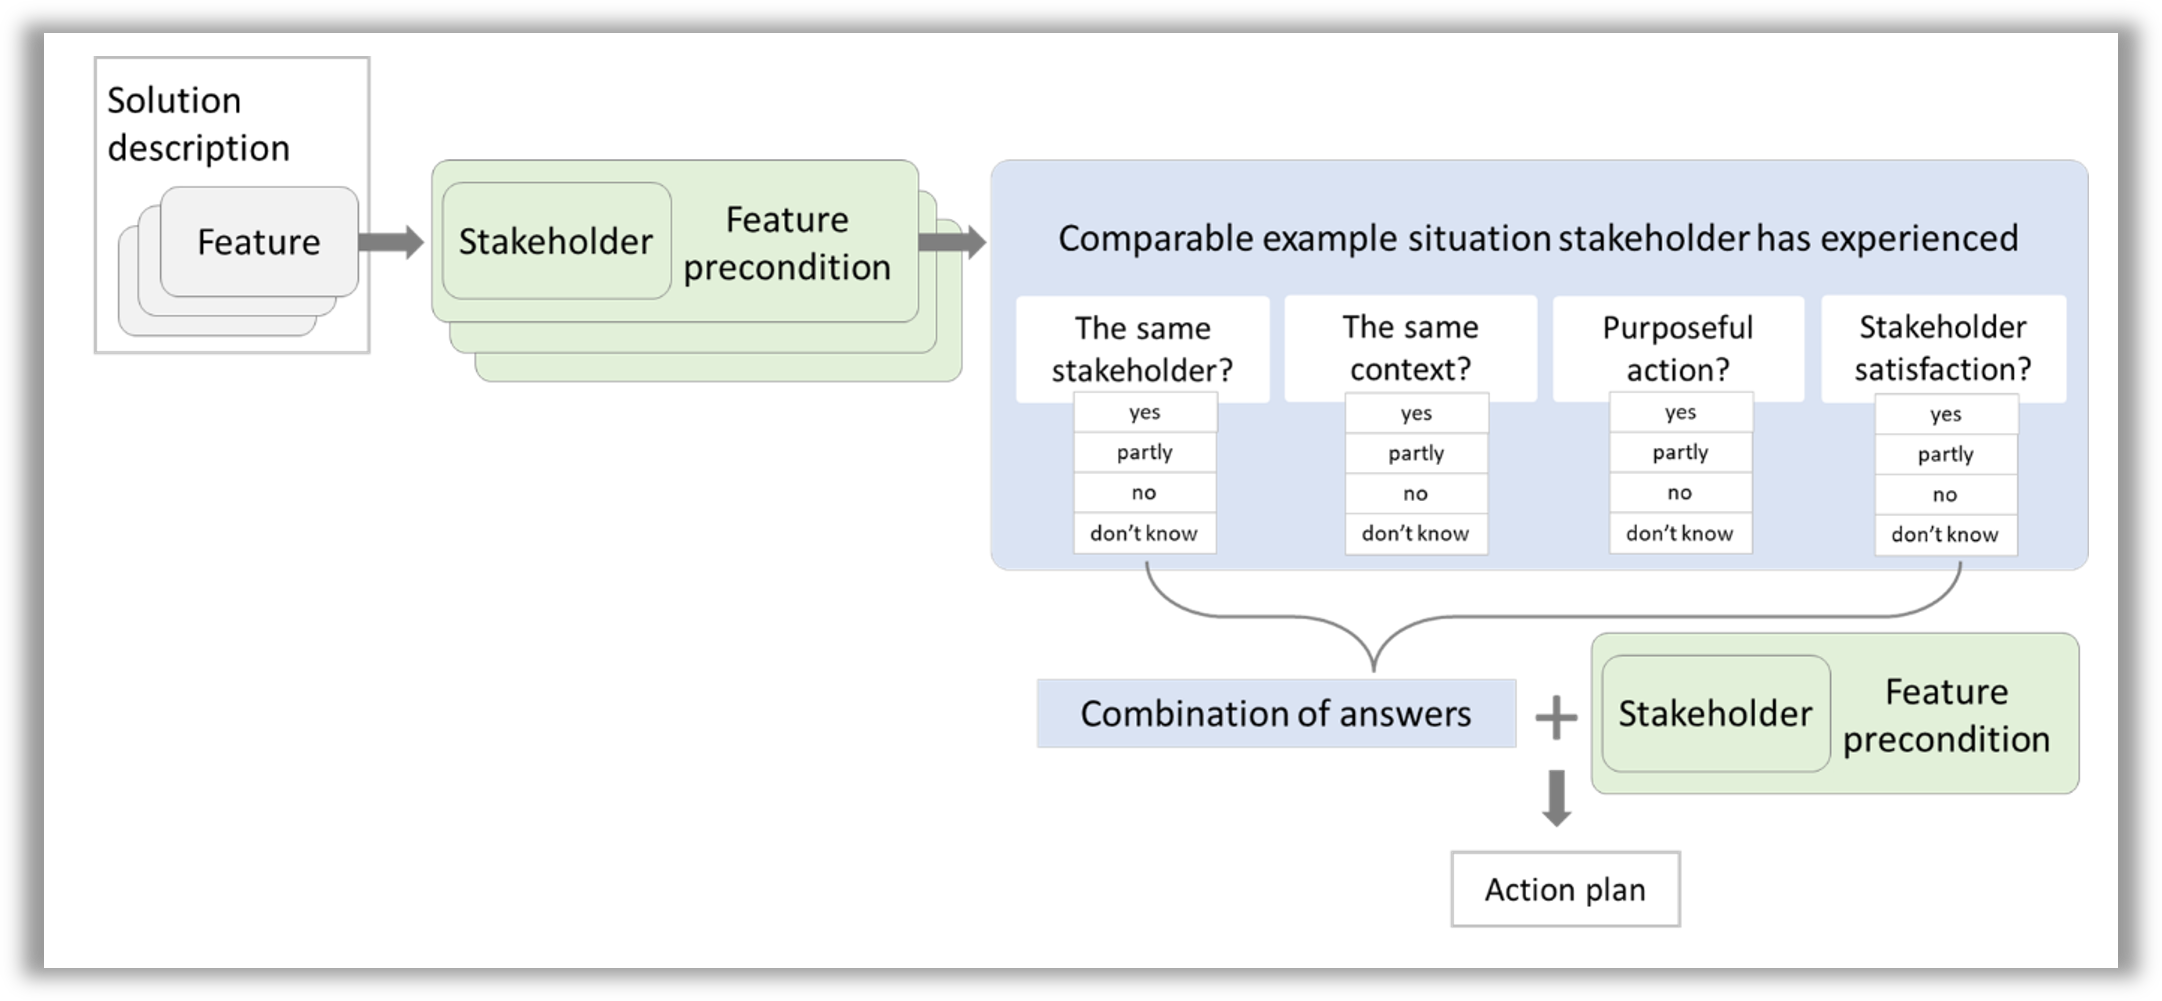 Solution
description
Feature
Stakeholder
Feature
precondition
Comparable example situation stakeholder has experienced
The same
stakeholder?
yes
partly
no
don't know
The same
context?
yes
partly
no
don't know
Purposeful
action?
yes
partly
no
don't know
Stakeholder
satisfaction?
yes
partly
no
don't know
Combination of answers
+
Stakeholder
Feature
precondition
Action plan